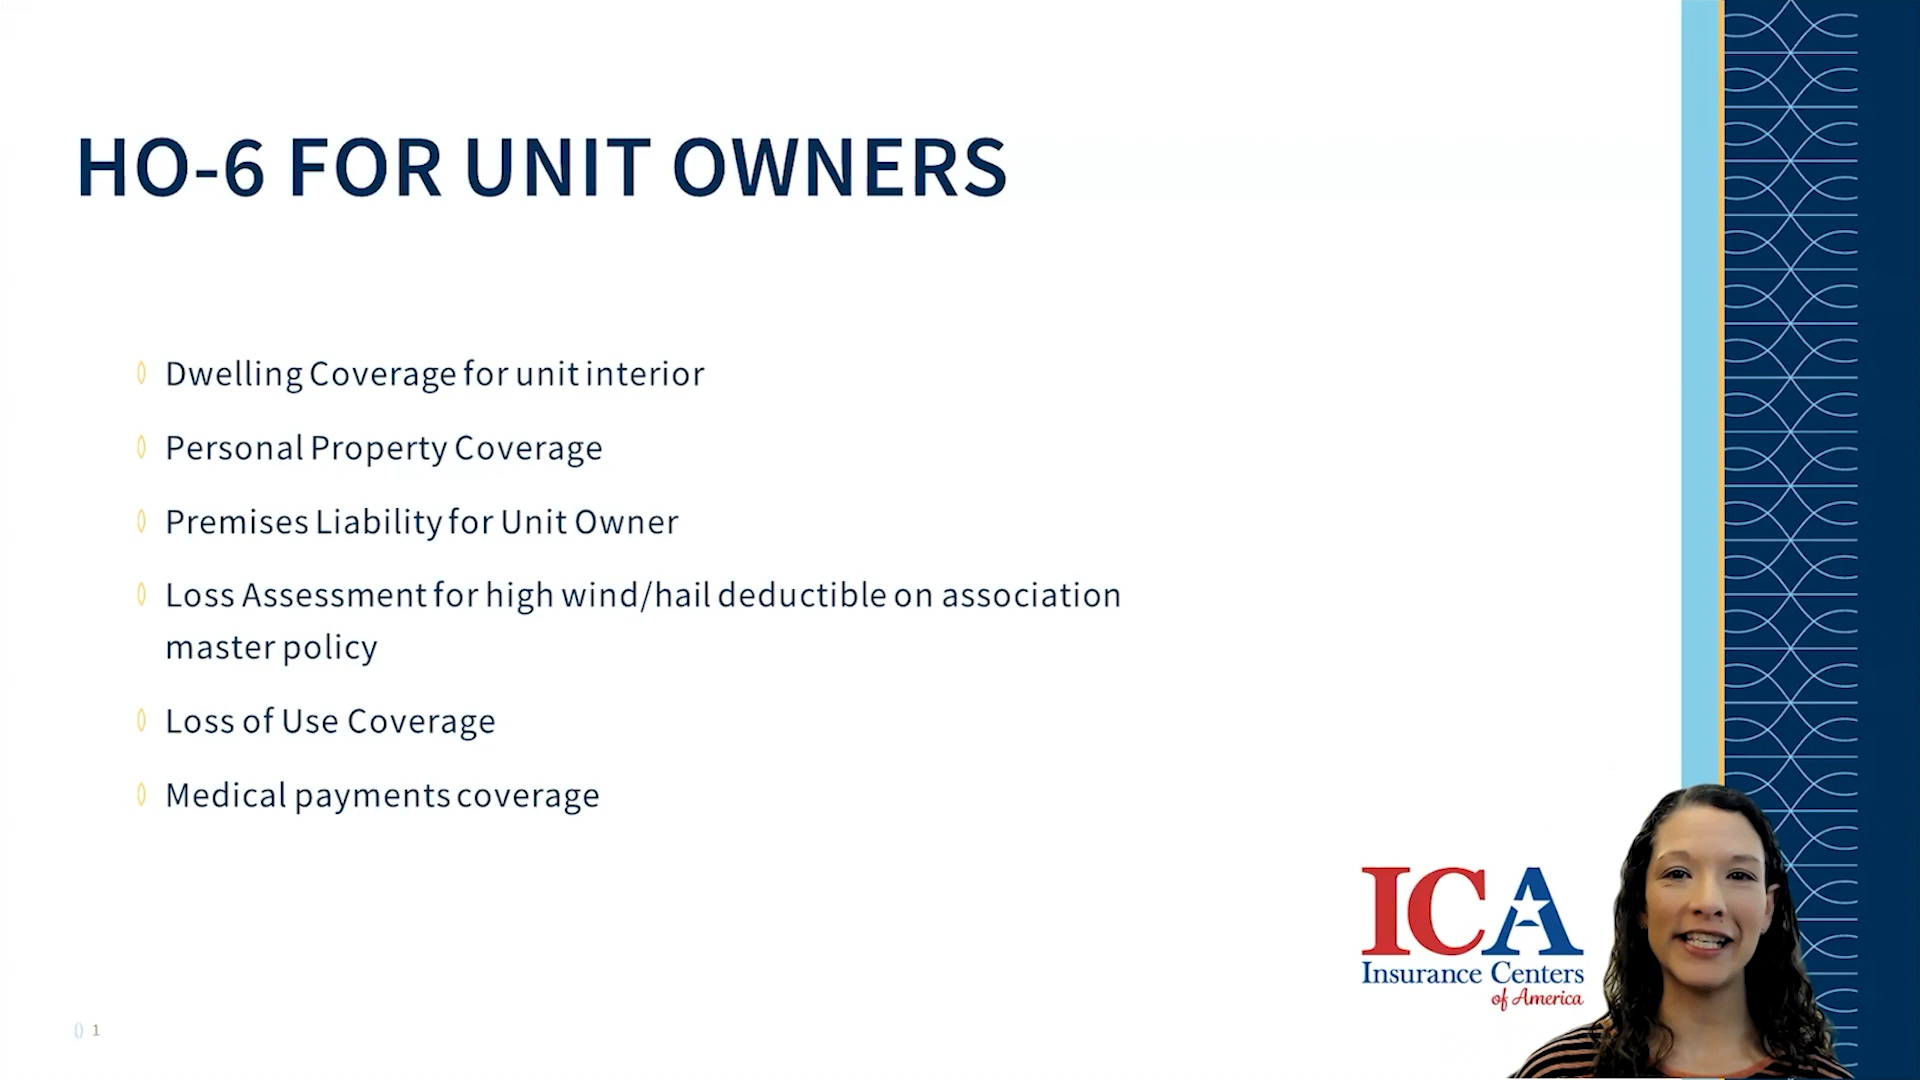 HO-6 FOR UNIT OWNERS
Dwelling Coverage for unit interior
Personal Property Coverage
Premises Liability for Unit Owner
Loss Assessment for high wind/hail deductible on association
master policy
Loss of Use Coverage
Medical payments coverage
ICA
Insurance Centers
of America
1